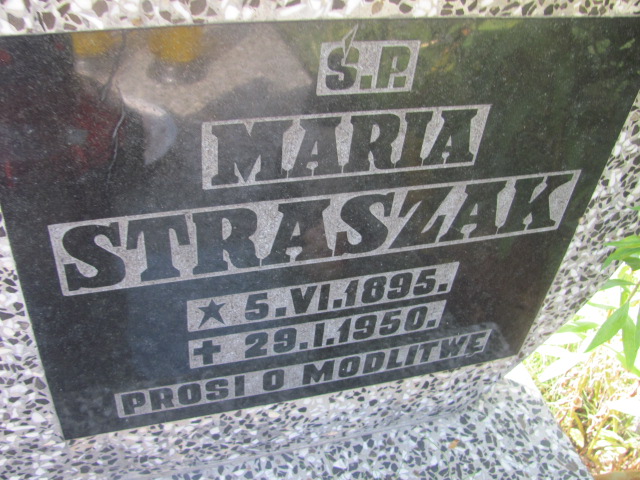 Ś.P.
MARIA
STRASZAK
★ 5.VI.1895.
✝ 29.I.1950.
PROSI O MODLITWĘ